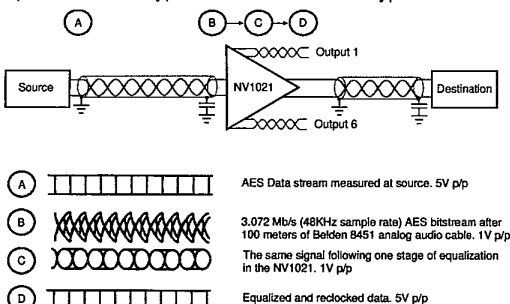 A
B
C
D
Output 1
Source
NV1021
Destination
Output 6
A
AES Data stream measured at source. 5V p/p
B
3.072 Mb/s (48KHz sample rate) AES bitstream after
100 meters of Belden 8451 analog audio cable. 1V p/p
C
The same signal following one stage of equalization
in the NV1021. 1V p/p
D
Equalized and reclocked data. 5V p/p